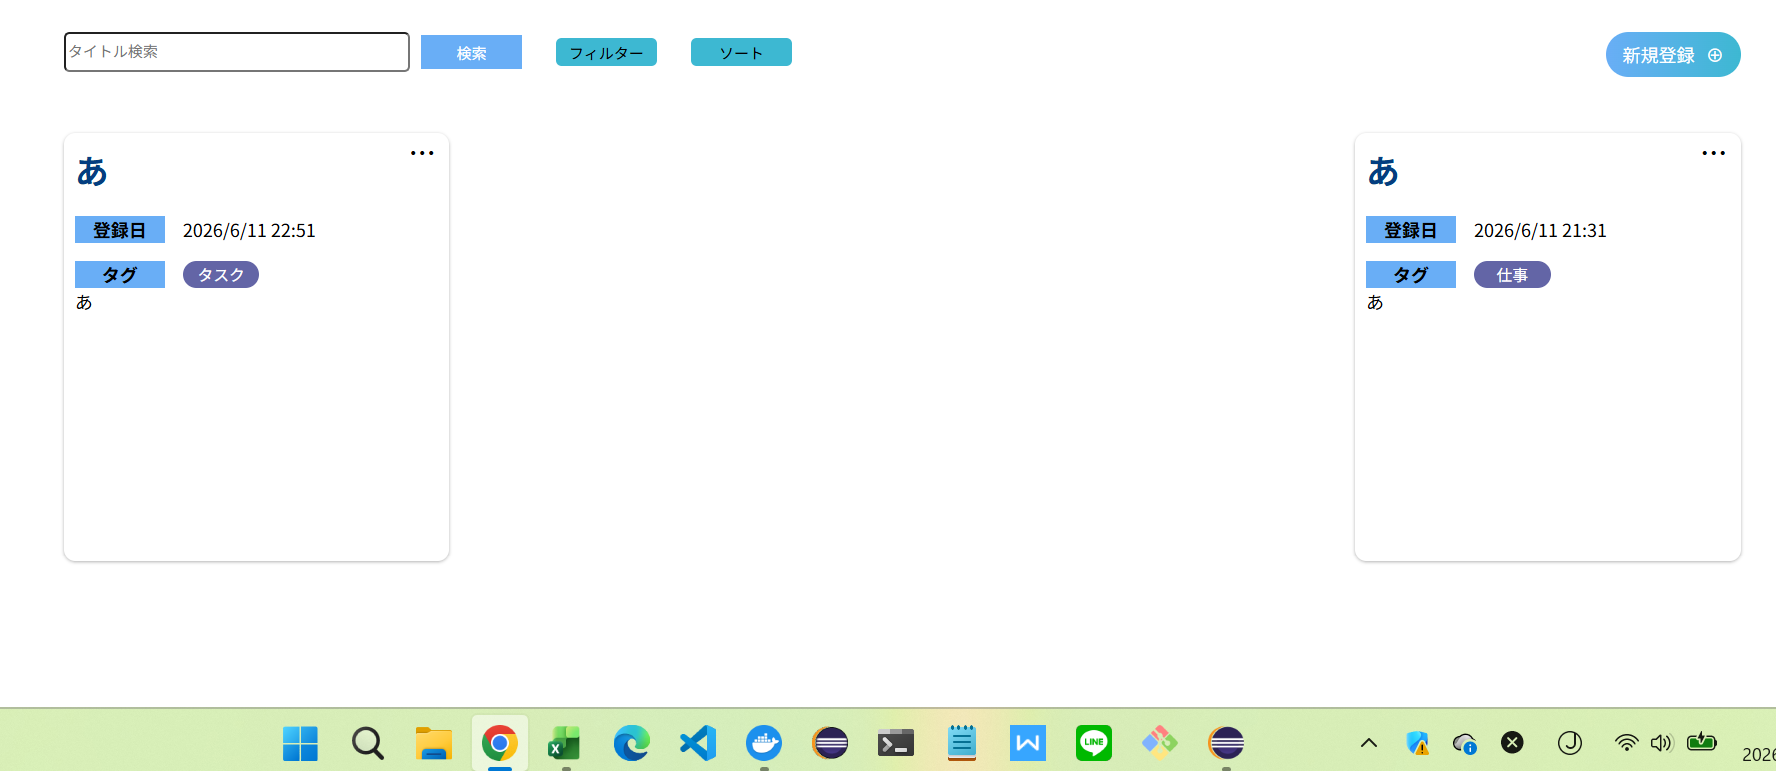 タイトル検索
検索
フィルター
ソート
新規登録
あ
登録日 2026/6/11 22:51
タグ タスク
あ
あ
登録日 2026/6/11 21:31
タグ 仕事
あ
LINE
2026